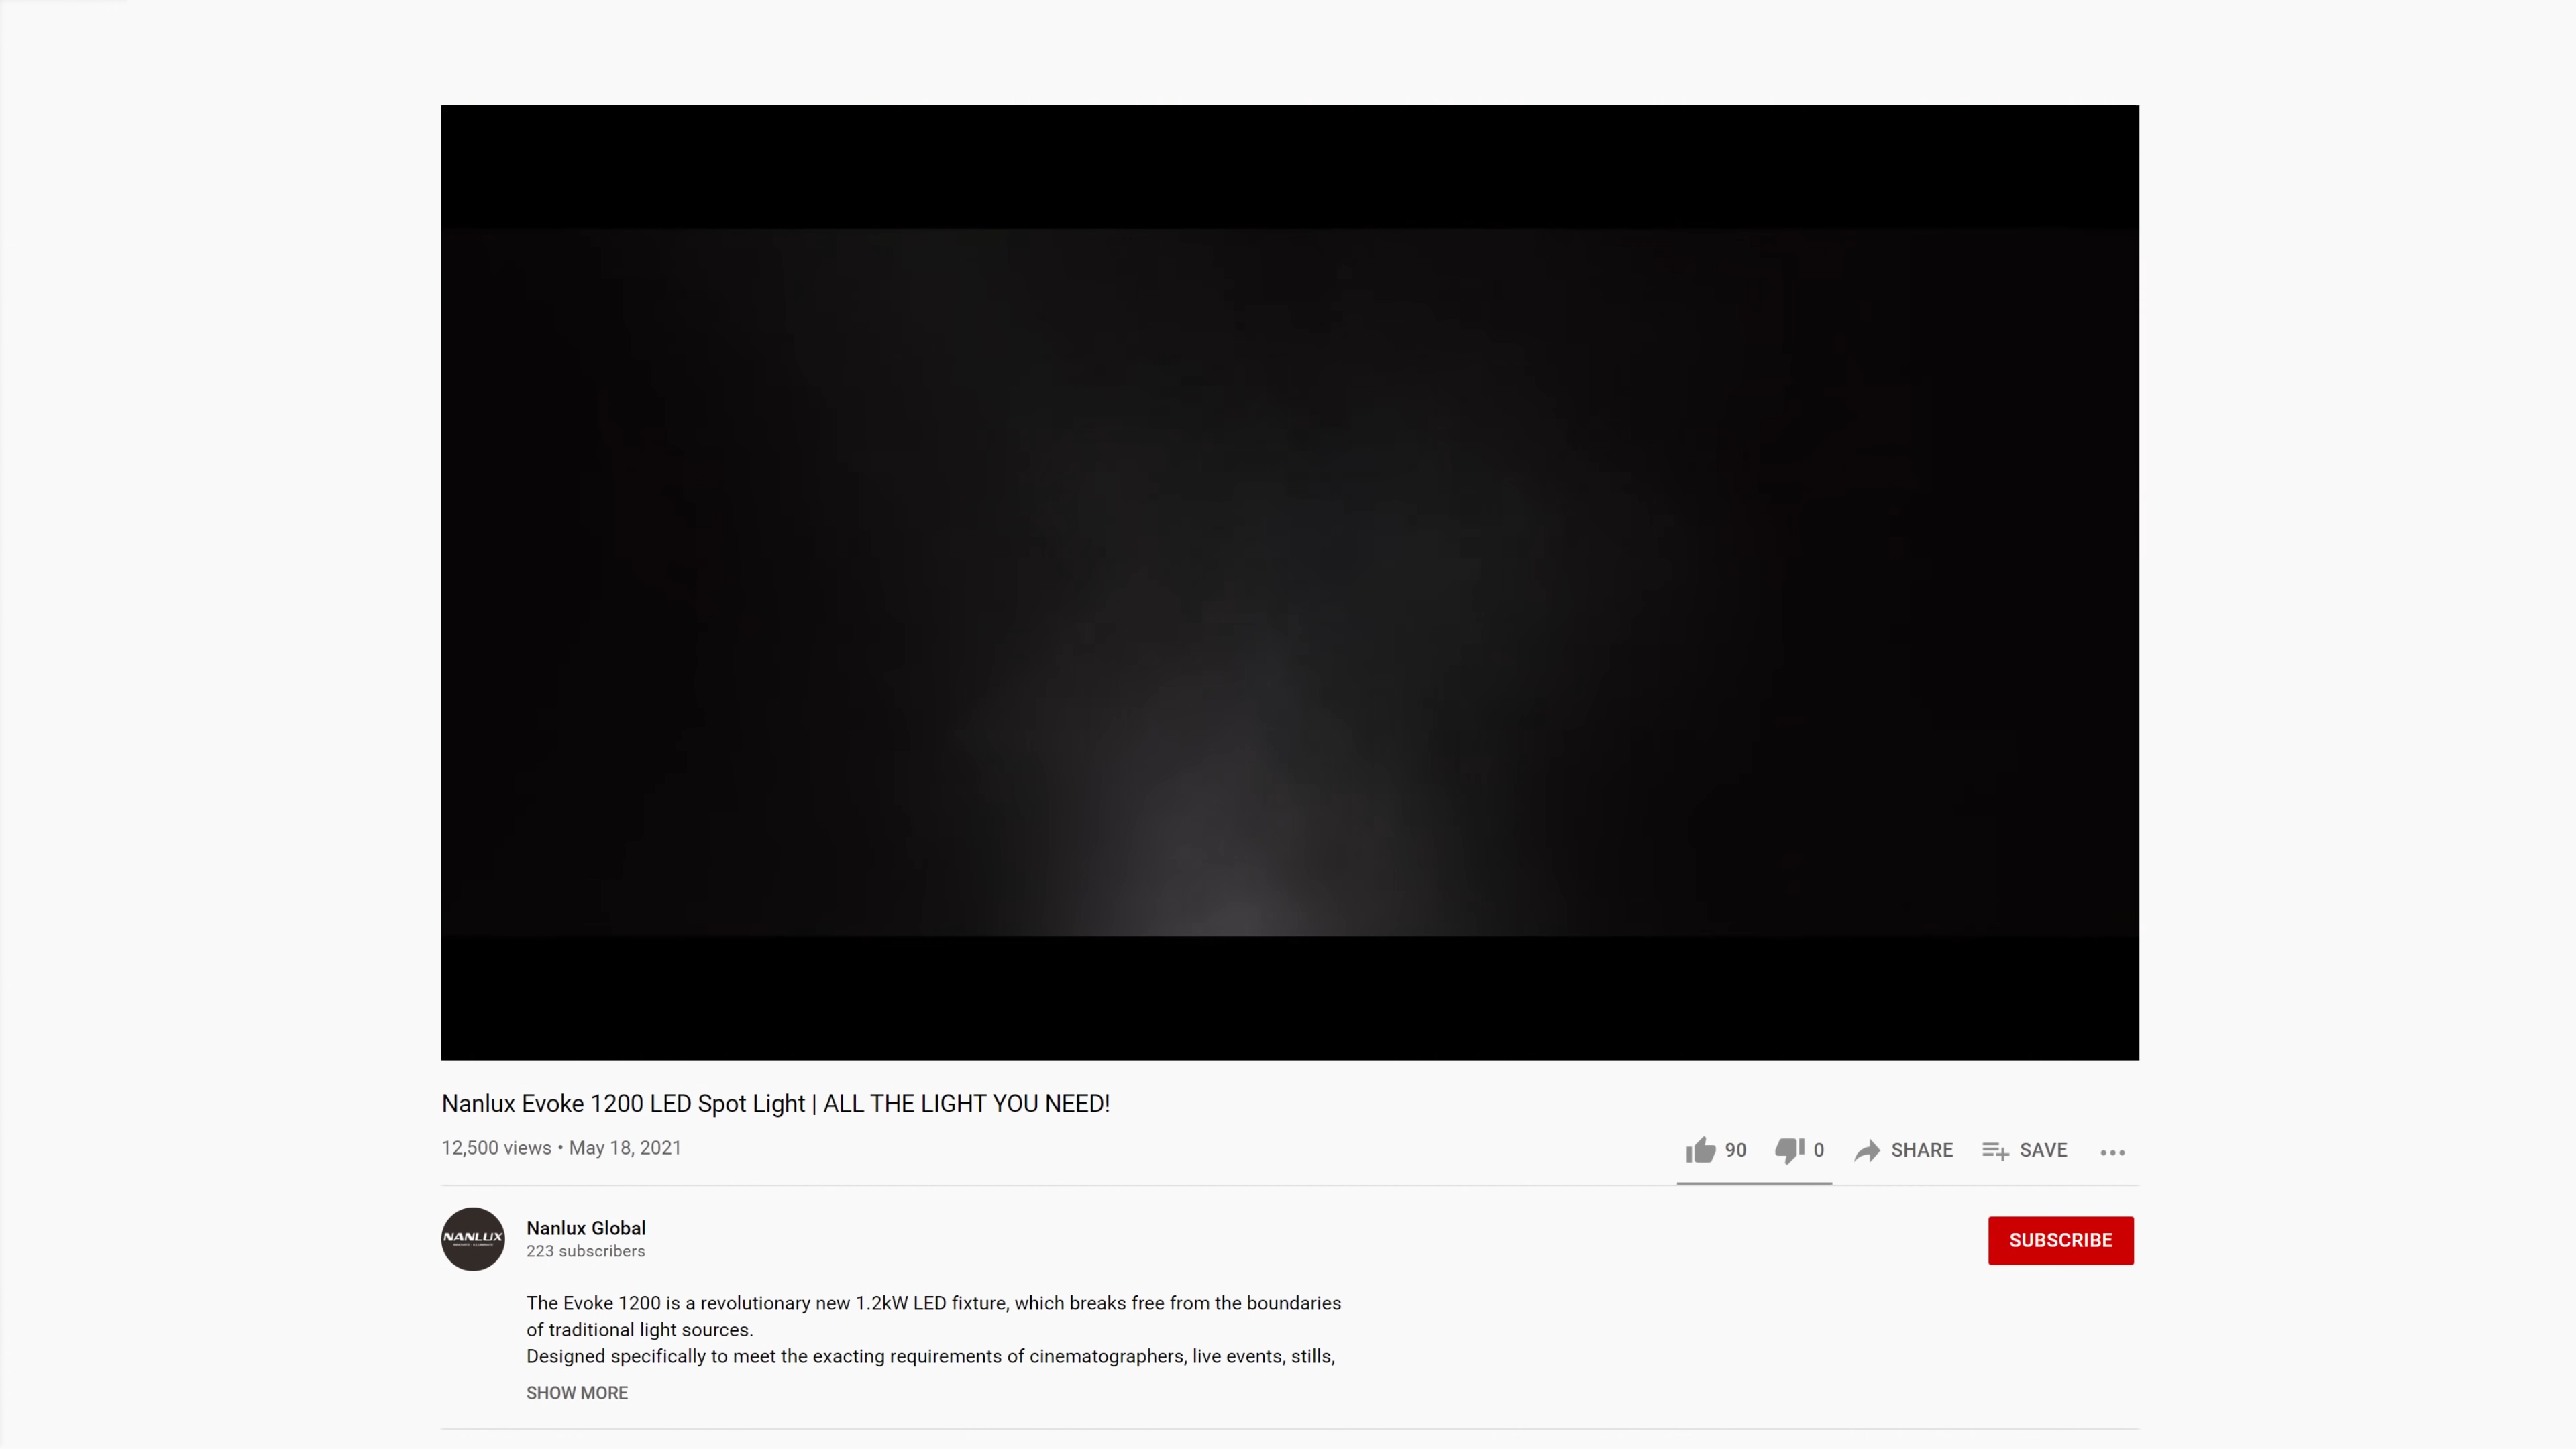 Nanlux Evoke 1200 LED Spot Light | ALL THE LIGHT YOU NEED!
12,500 views • May 18, 2021
90 0 SHARE SAVE
NANLUX
Nanlux Global
223 subscribers
SUBSCRIBE
The Evoke 1200 is a revolutionary new 1.2kW LED fixture, which breaks free from the boundaries
of traditional light sources.
Designed specifically to meet the exacting requirements of cinematographers, live events, stills,
SHOW MORE